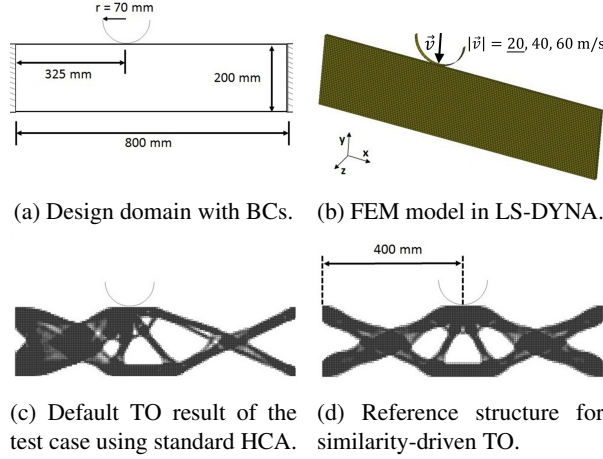 r = 70 mm
325 mm
200 mm
800 mm
v⃗
|v⃗| = 20, 40, 60 m/s
y
x
z
(a) Design domain with BCs.
(b) FEM model in LS-DYNA.
400 mm
(c) Default TO result of the
test case using standard HCA.
(d) Reference structure for
similarity-driven TO.